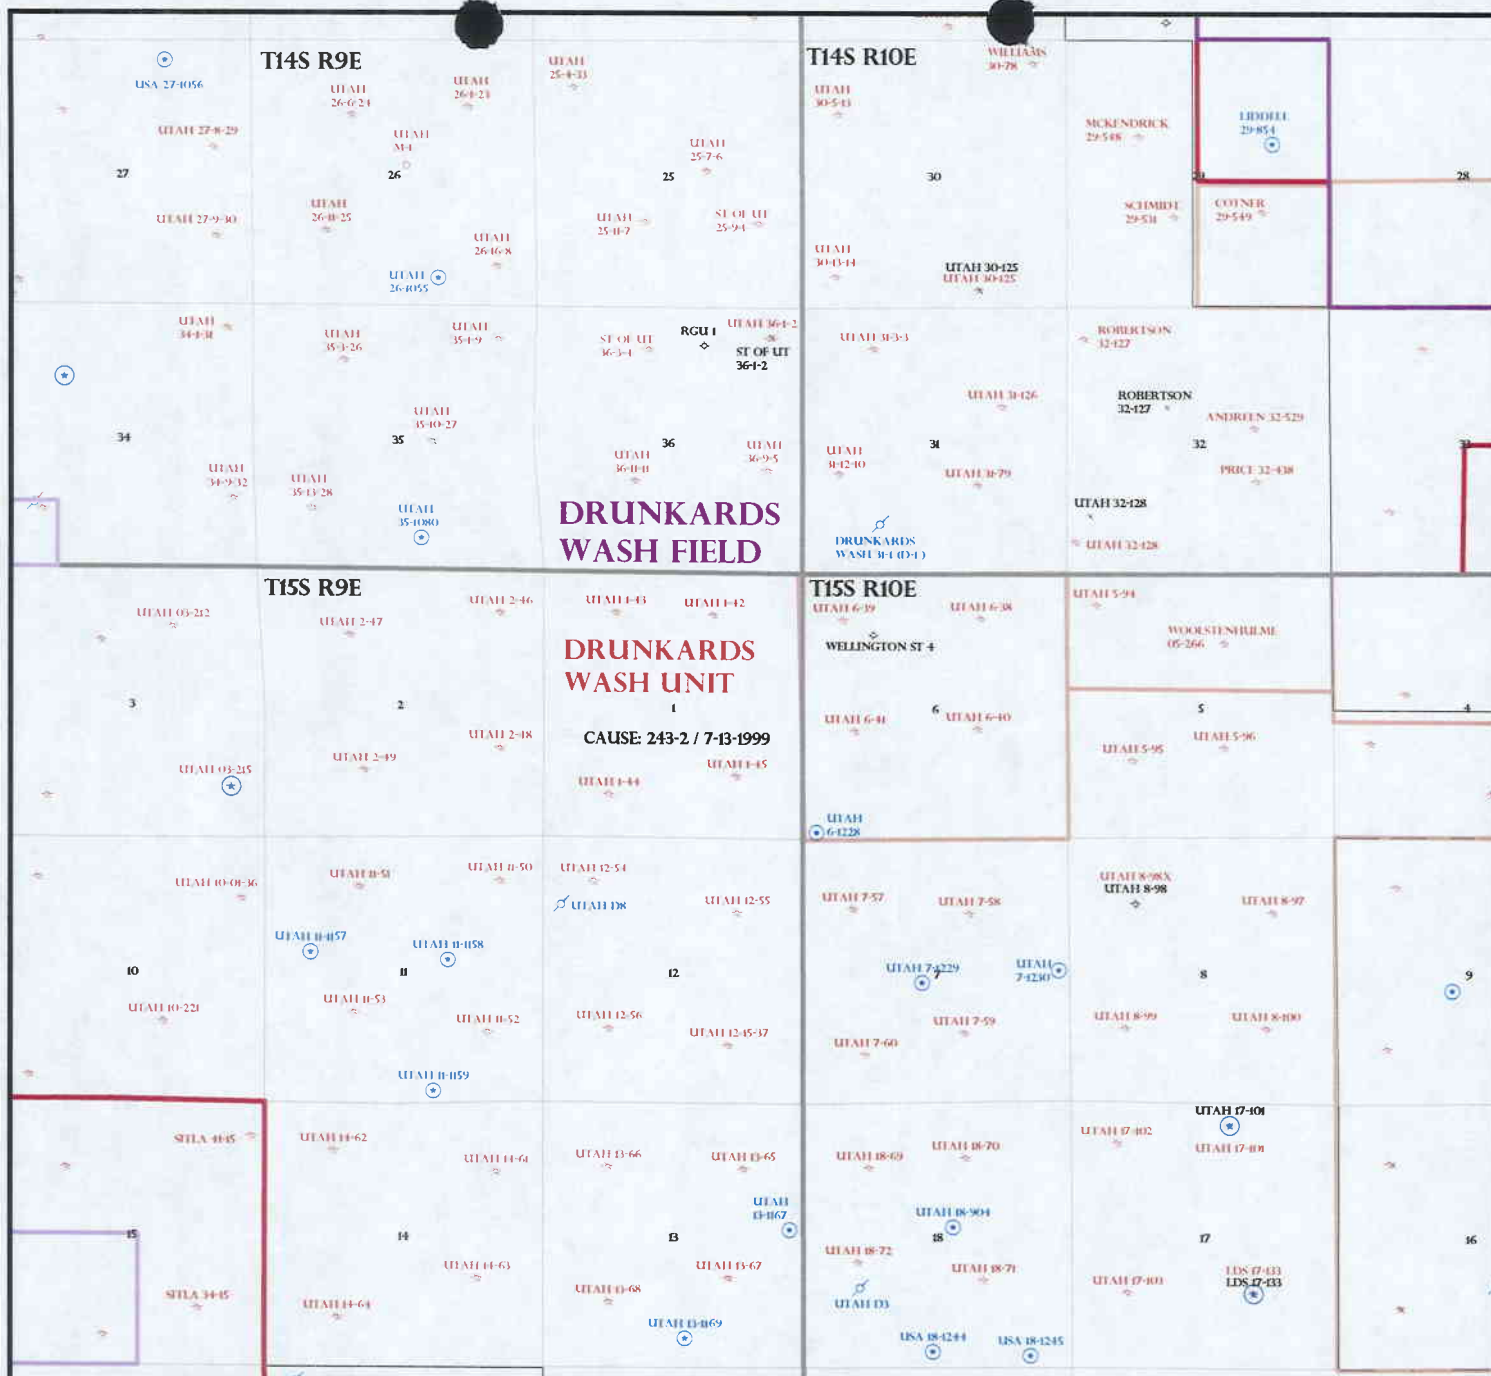 T14S R9E
T14S R10E
USA 27-1056
UTAH 27-8-29
27
UTAH 27-9-30
UTAH
26-6-24
UTAH
26-1-23
UTAH
M-1
26
UTAH
26-11-25
UTAH
26-16-8
UTAH
26-1055
UTAH
25-4-33
UTAH
25-7-6
25
UTAH
25-11-7
ST OF UT
25-9-1
WILLIAMS
30-78
UTAH
30-5-13
30
UTAH
30-13-14
UTAH 30-125
UTAH 30-125
MCKENDRICK
29-548
LIDDELL
29-854
29
SCHMIDT
29-531
COTNER
29-549
28
UTAH
34-1-31
34
UTAH
34-9-32
UTAH
35-3-26
UTAH
35-1-9
UTAH
35-10-27
35
UTAH
35-13-28
UTAH
35-1080
ST OF UT
36-3-4
RGU 1
UTAH 36-1-2
ST OF UT
36-1-2
36
UTAH
36-11-11
UTAH
36-9-5
DRUNKARDS
WASH FIELD
UTAH 31-3-3
UTAH 31-126
31
UTAH
31-12-10
UTAH 31-79
DRUNKARDS
WASH 31-1 (D-1)
ROBERTSON
32-127
ROBERTSON
32-127
ANDREEN 32-529
32
PRICE 32-438
UTAH 32-128
UTAH 32-128
33
T15S R9E
T15S R10E
UTAH 03-212
3
UTAH 03-215
UTAH 2-46
UTAH 2-47
2
UTAH 2-48
UTAH 2-49
UTAH 1-43
UTAH 1-42
DRUNKARDS
WASH UNIT
1
CAUSE: 243-2 / 7-13-1999
UTAH 1-45
UTAH 1-44
UTAH 6-39
UTAH 6-38
WELLINGTON ST 4
6
UTAH 6-41
UTAH 6-40
UTAH
6-1228
UTAH 5-94
WOOLSTENHULME
05-266
5
UTAH 5-95
UTAH 5-96
4
UTAH 10-01-36
10
UTAH 10-221
UTAH 11-51
UTAH 11-50
UTAH 11-1157
UTAH 11-1158
11
UTAH 11-53
UTAH 11-52
UTAH 11-1159
UTAH 12-54
UTAH D8
UTAH 12-55
12
UTAH 12-56
UTAH 12-15-37
UTAH 7-57
UTAH 7-58
UTAH 7-1229
7
UTAH
7-1230
UTAH 7-59
UTAH 7-60
UTAH 8-98X
UTAH 8-98
UTAH 8-97
8
UTAH 8-99
UTAH 8-100
9
SITLA 41-15
15
SITLA 34-15
UTAH 14-62
UTAH 14-61
14
UTAH 14-63
UTAH 14-64
UTAH 13-66
UTAH 13-65
UTAH
13-1167
13
UTAH 13-67
UTAH 13-68
UTAH 13-1169
UTAH 18-69
UTAH 18-70
UTAH 18-904
18
UTAH 18-72
UTAH 18-71
UTAH D3
USA 18-1244
USA 18-1245
UTAH 17-101
UTAH 17-102
UTAH 17-101
17
UTAH 17-103
LDS 17-133
LDS 17-133
16